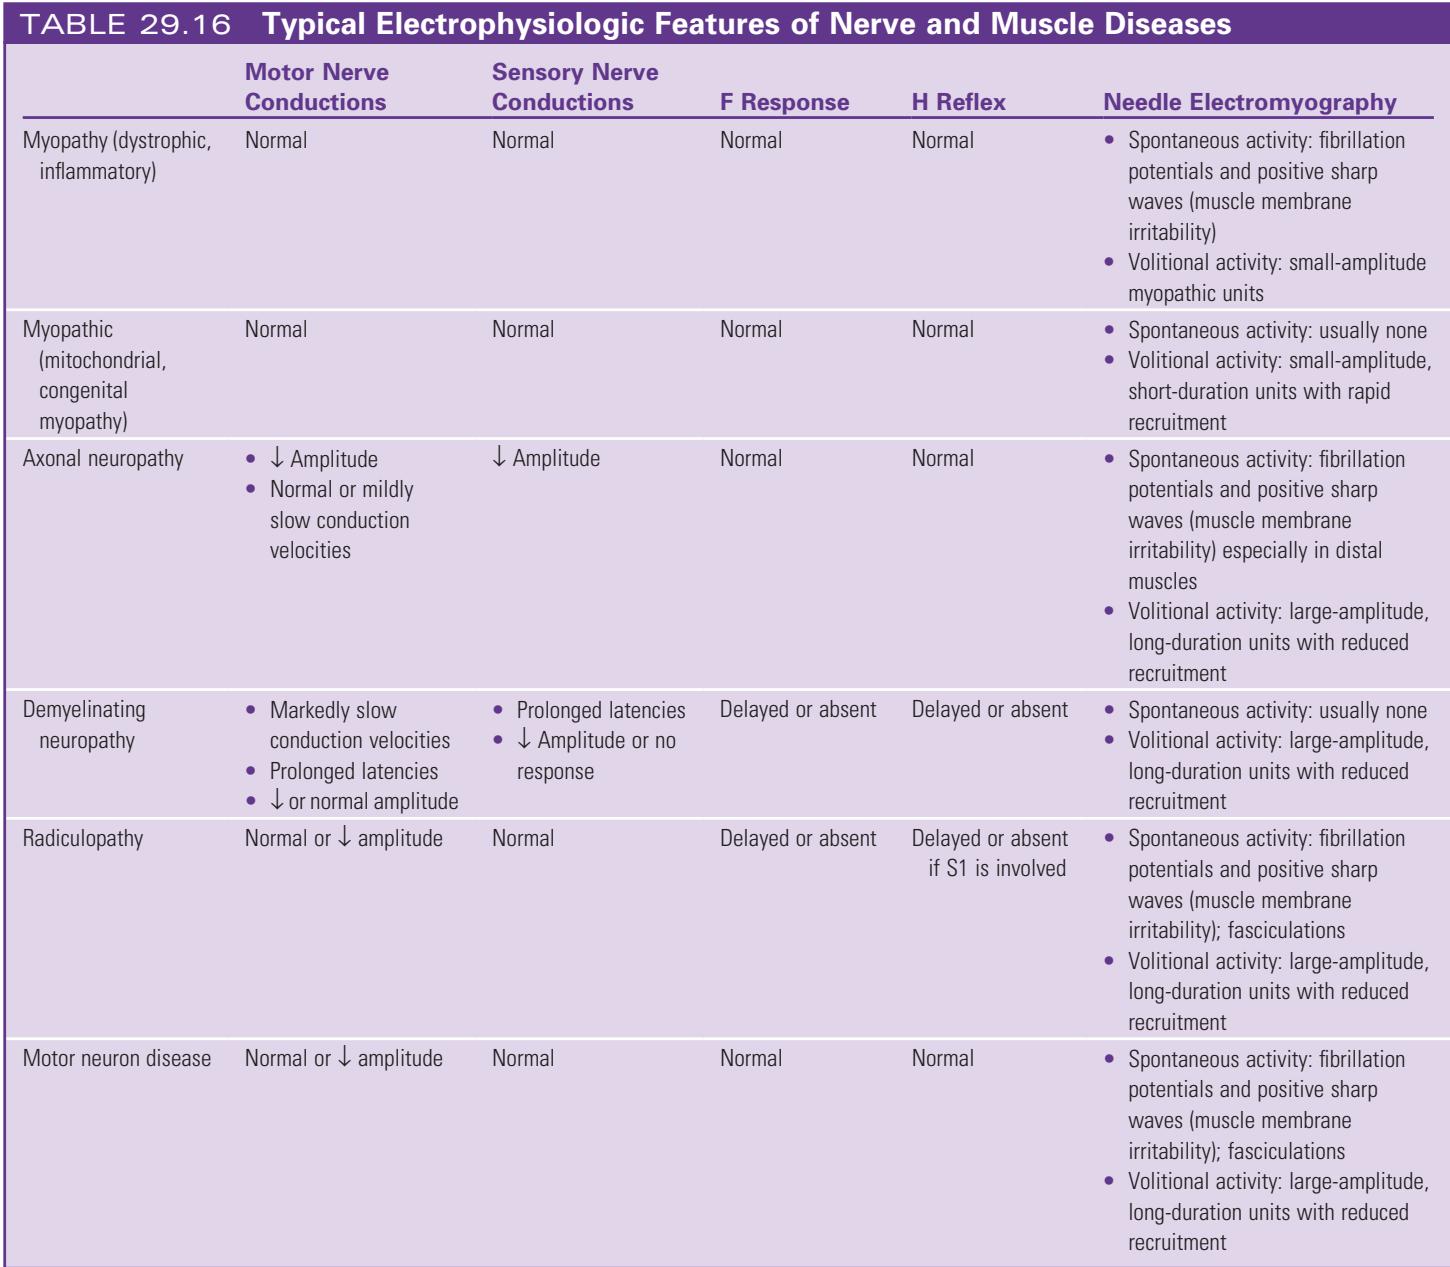 TABLE 29.16 Typical Electrophysiologic Features of Nerve and Muscle Diseases
Motor Nerve
Conductions
Sensory Nerve
Conductions
F Response
H Reflex
Needle Electromyography
Myopathy (dystrophic,
inflammatory)
Normal
Normal
Normal
Normal
• Spontaneous activity: fibrillation
potentials and positive sharp
waves (muscle membrane
irritability)
• Volitional activity: small-amplitude
myopathic units
Myopathic
(mitochondrial,
congenital
myopathy)
Normal
Normal
Normal
Normal
• Spontaneous activity: usually none
• Volitional activity: small-amplitude,
short-duration units with rapid
recruitment
Axonal neuropathy
• ↓ Amplitude
• Normal or mildly
slow conduction
velocities
↓ Amplitude
Normal
Normal
• Spontaneous activity: fibrillation
potentials and positive sharp
waves (muscle membrane
irritability) especially in distal
muscles
• Volitional activity: large-amplitude,
long-duration units with reduced
recruitment
Demyelinating
neuropathy
• Markedly slow
conduction velocities
• Prolonged latencies
• ↓ or normal amplitude
• Prolonged latencies
• ↓ Amplitude or no
response
Delayed or absent
Delayed or absent
• Spontaneous activity: usually none
• Volitional activity: large-amplitude,
long-duration units with reduced
recruitment
Radiculopathy
Normal or ↓ amplitude
Normal
Delayed or absent
Delayed or absent
if S1 is involved
• Spontaneous activity: fibrillation
potentials and positive sharp
waves (muscle membrane
irritability); fasciculations
• Volitional activity: large-amplitude,
long-duration units with reduced
recruitment
Motor neuron disease
Normal or ↓ amplitude
Normal
Normal
Normal
• Spontaneous activity: fibrillation
potentials and positive sharp
waves (muscle membrane
irritability); fasciculations
• Volitional activity: large-amplitude,
long-duration units with reduced
recruitment